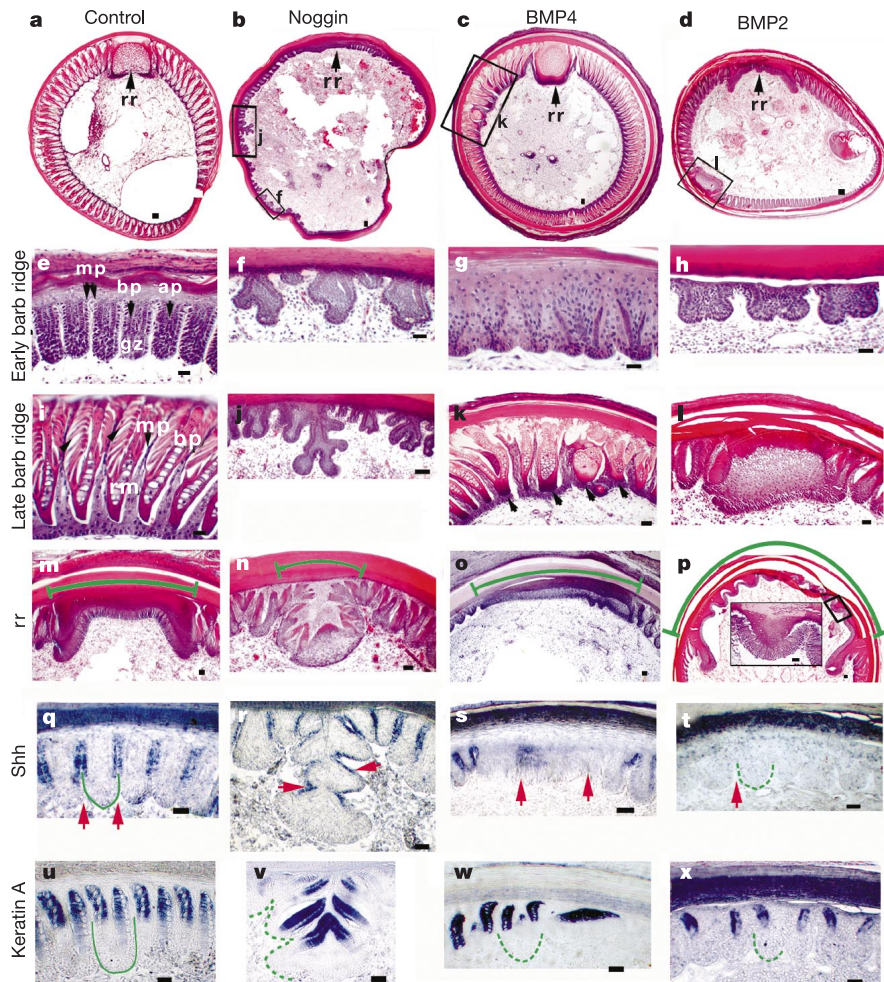 a Control b Noggin c BMP4 d BMP2
rr rr rr rr
j k l
f
Early barb ridge
e mp bp ap gz f g h
Late barb ridge
i mp bp rm j k l
rr
m n o p
Shh
q r s t
Keratin A
u v w x